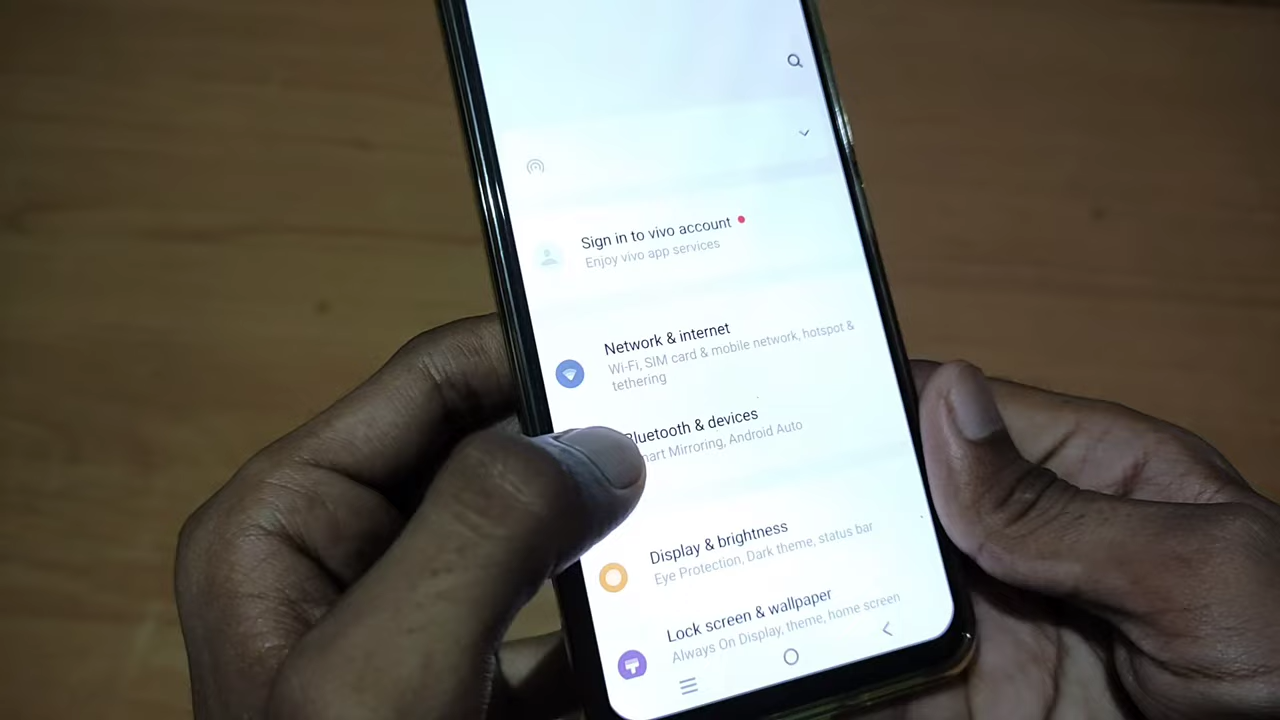 Sign in to vivo account
Enjoy vivo app services
Network & internet
Wi-Fi, SIM card & mobile network, hotspot &
tethering
Bluetooth & devices
Mirroring, Android Auto
Display & brightness
Eye Protection, Dark theme, status bar
Lock screen & wallpaper
Always On Display, theme, home screen